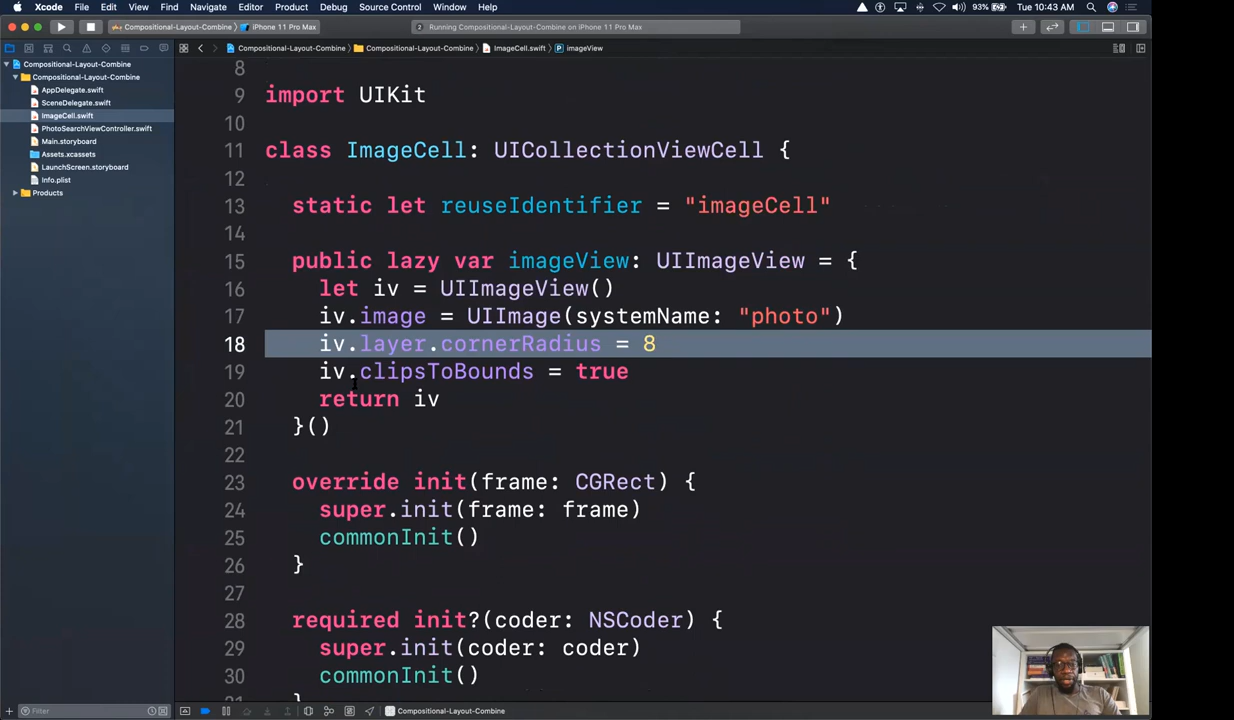 Xcode File Edit View Find Navigate Editor Product Debug Source Control Window Help 93% Tue 10:43 AM
Compositional-Layout-Combine iPhone 11 Pro Max Running Compositional-Layout-Combine on iPhone 11 Pro Max
Compositional-Layout-Combine Compositional-Layout-Combine ImageCell.swift P imageView
Compositional-Layout-Combine
Compositional-Layout-Combine
AppDelegate.swift
SceneDelegate.swift
ImageCell.swift
PhotoSearchViewController.swift
Main.storyboard
Assets.xcassets
LaunchScreen.storyboard
Info.plist
Products
8
9 import UIKit
10
11 class ImageCell: UICollectionViewCell {
12
13 static let reuseIdentifier = "imageCell"
14
15 public lazy var imageView: UIImageView = {
16 let iv = UIImageView()
17 iv.image = UIImage(systemName: "photo")
18 iv.layer.cornerRadius = 8
19 iv.clipsToBounds = true
20 return iv
21 }()
22
23 override init(frame: CGRect) {
24 super.init(frame: frame)
25 commonInit()
26 }
27
28 required init?(coder: NSCoder) {
29 super.init(coder: coder)
30 commonInit()
31 }
Filter Compositional-Layout-Combine